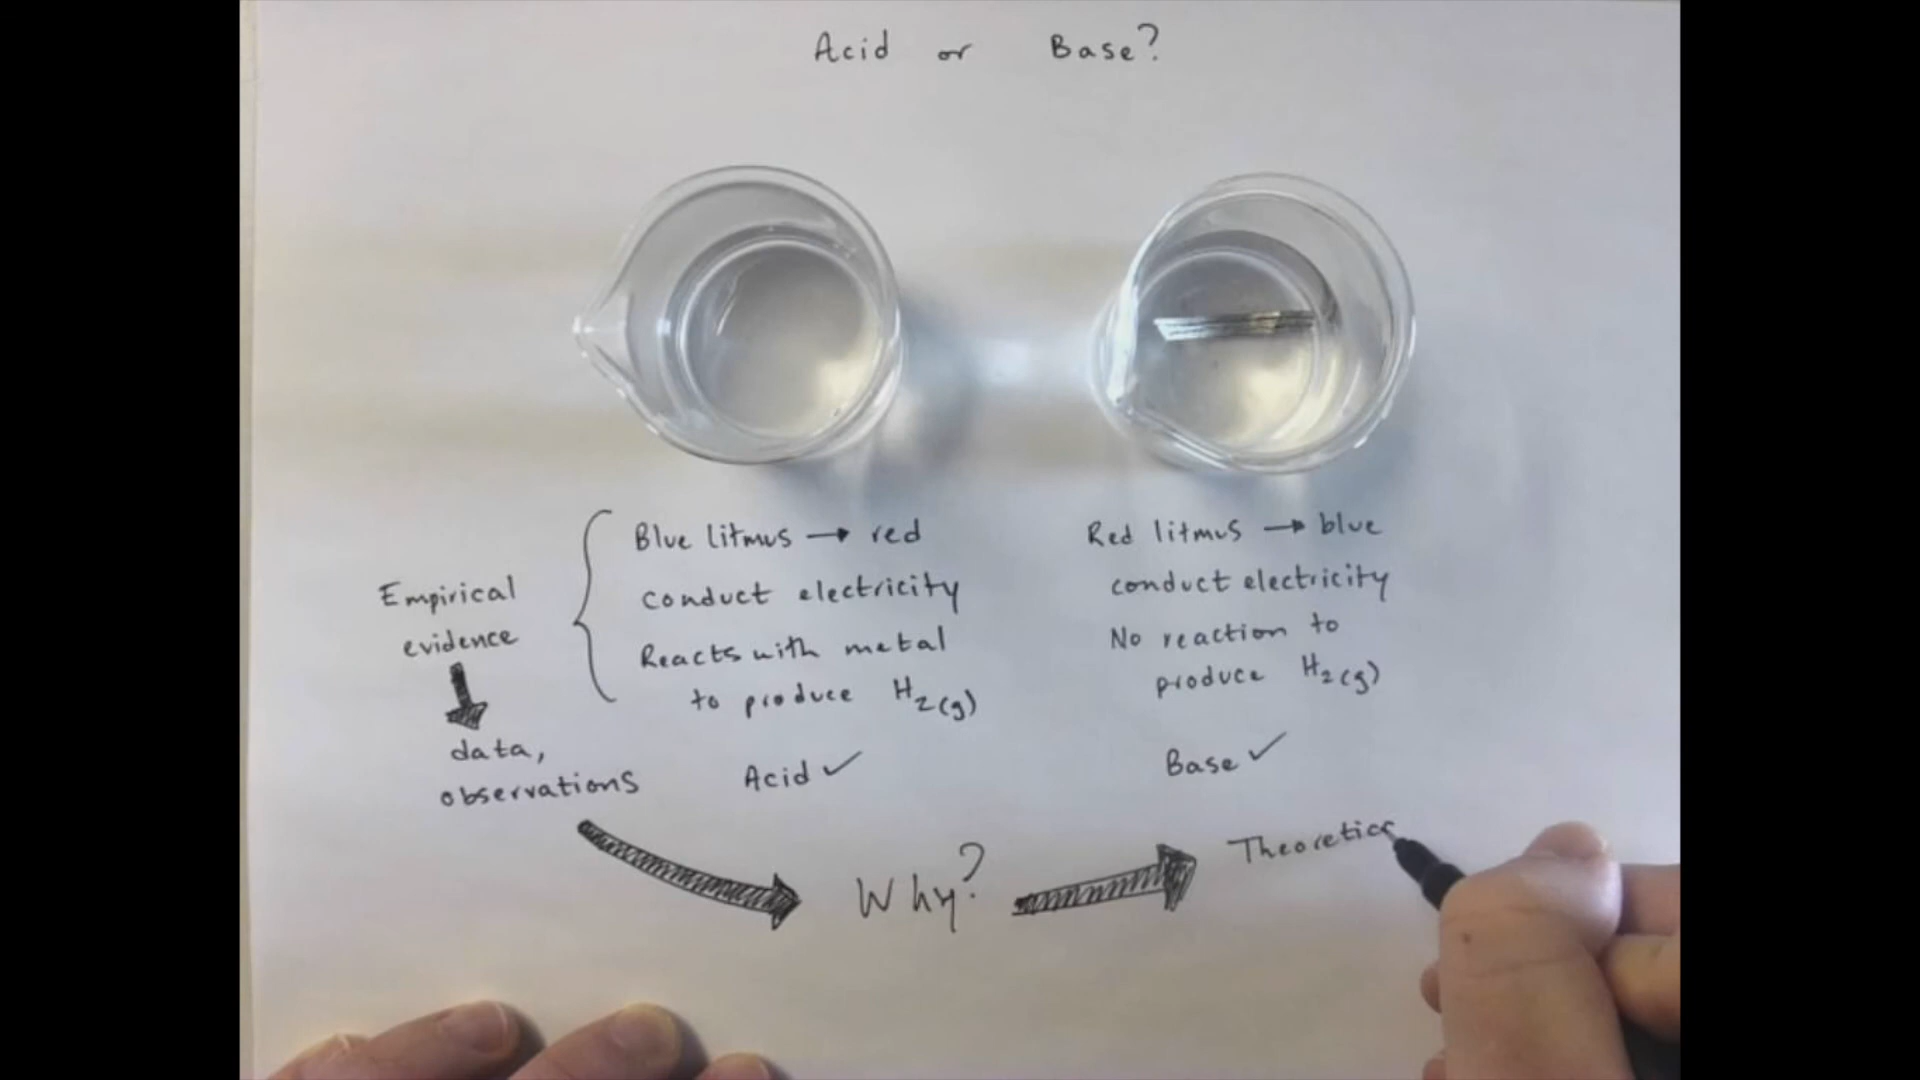 Acid or Base?
Empirical
evidence
data,
observations
Blue litmus → red
conduct electricity
Reacts with metal
to produce H₂(g)
Acid ✓
Red litmus → blue
conduct electricity
No reaction to
produce H₂(g)
Base ✓
Why?
Theoretic